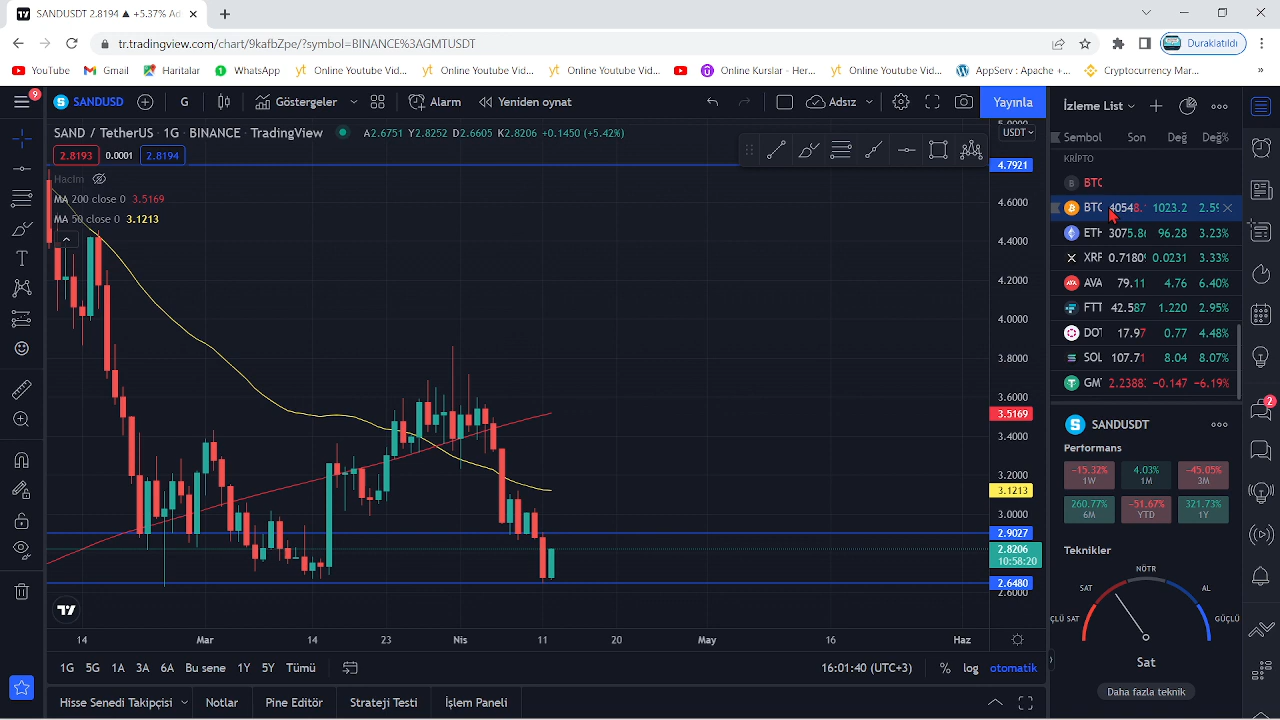 SANDUSDT 2.8194 ▲ +5.37% Ad
tr.tradingview.com/chart/9kafbZpe/?symbol=BINANCE%3AGMTUSDT
Duraklatıldı
YouTube
Gmail
Haritalar
WhatsApp
Online Youtube Vid...
Online Youtube Vid...
Online Youtube Vid...
Online Kurslar - Her...
Online Youtube Vid...
AppServ : Apache +...
Cryptocurrency Mar...
»
9
SANDUSD
G
Göstergeler
Alarm
Yeniden oynat
Adsız
Yayınla
İzleme List
SAND / TetherUS · 1G · BINANCE · TradingView
A2.6751 Y2.8252 D2.6605 K2.8206 +0.1450 (+5.42%)
2.8193
0.0001
2.8194
Hacim
MA 200 close 0 3.5169
MA 50 close 0 3.1213
5.0000
USDT
4.7921
4.6000
4.4000
4.2000
4.0000
3.8000
3.6000
3.5169
3.4000
3.2000
3.1213
3.0000
2.9027
2.8206
10:58:20
2.6480
2.6000
14
Mar
14
23
Nis
11
20
May
16
Haz
1G 5G 1A 3A 6A Bu sene 1Y 5Y Tümü
16:01:40 (UTC+3)
% log otomatik
Hisse Senedi Takipçisi
Notlar
Pine Editör
Strateji Testi
İşlem Paneli
Sembol Son Değ Değ%
KRİPTO
BTC
BTC 40548. 1023.2 2.59
ETH 3075.86 96.28 3.23%
XRP 0.7180 0.0231 3.33%
AVA 79.11 4.76 6.40%
FTT 42.587 1.220 2.95%
DOT 17.97 0.77 4.48%
SOL 107.71 8.04 8.07%
GM 2.2388 −0.147 −6.19%
SANDUSDT
Performans
−15.32%
1W
4.03%
1M
−45.05%
3M
260.77%
6M
−51.67%
YTD
321.73%
1Y
Teknikler
NÖTR
SAT
AL
GÜÇLÜ SAT
GÜÇLÜ
Sat
Daha fazla teknik
2